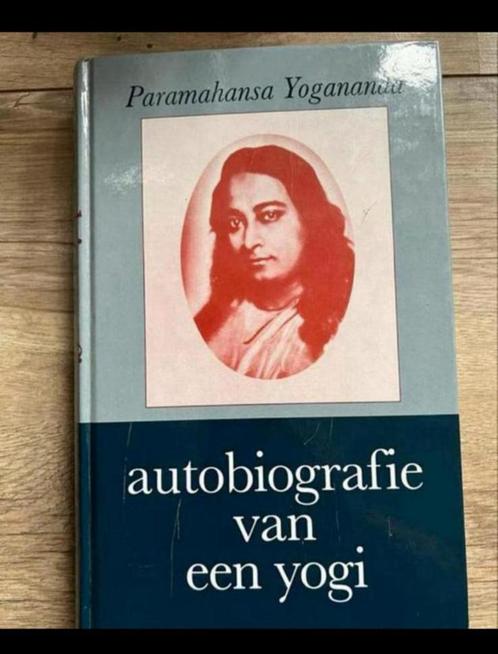 Paramahansa Yogananda
autobiografie
van
een yogi